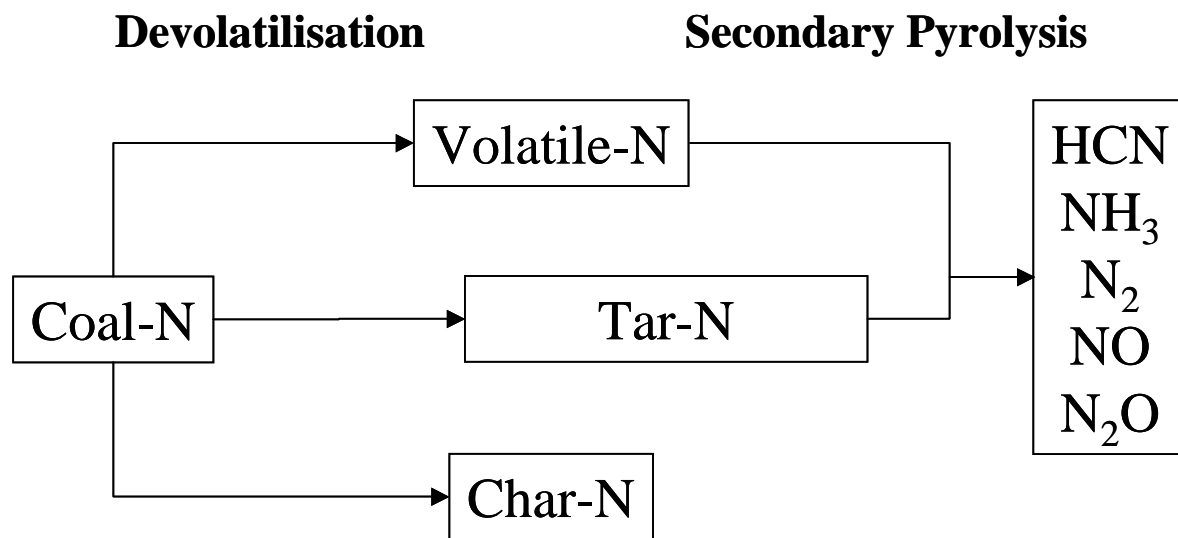 Devolatilisation Secondary Pyrolysis
Volatile-N
Coal-N
Tar-N
Char-N
HCN
NH₃
N₂
NO
N₂O